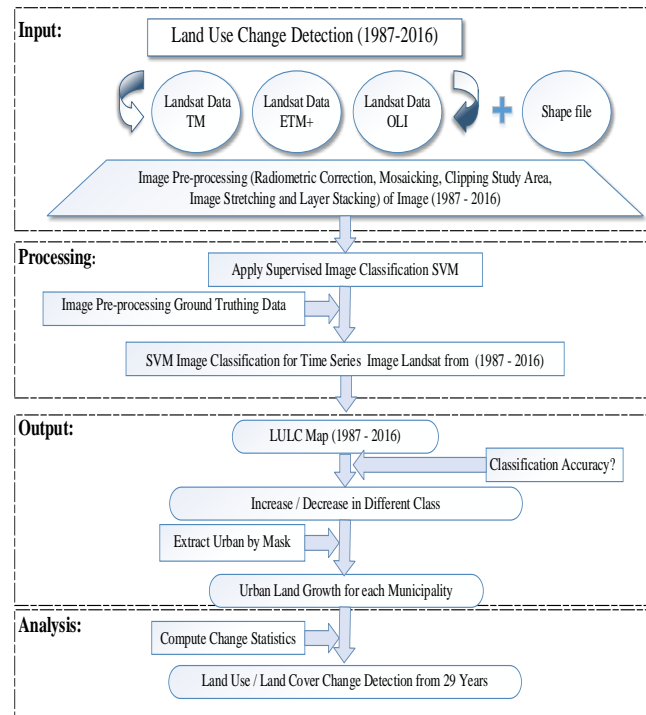 Input:
Land Use Change Detection (1987-2016)
Landsat Data
TM
Landsat Data
ETM+
Landsat Data
OLI
Shape file
Image Pre-processing (Radiometric Correction, Mosaicking, Clipping Study Area,
Image Stretching and Layer Stacking) of Image (1987 - 2016)
Processing:
Apply Supervised Image Classification SVM
Image Pre-processing Ground Truthing Data
SVM Image Classification for Time Series Image Landsat from (1987 - 2016)
Output:
LULC Map (1987 - 2016)
Classification Accuracy?
Increase / Decrease in Different Class
Extract Urban by Mask
Urban Land Growth for each Municipality
Analysis:
Compute Change Statistics
Land Use / Land Cover Change Detection from 29 Years